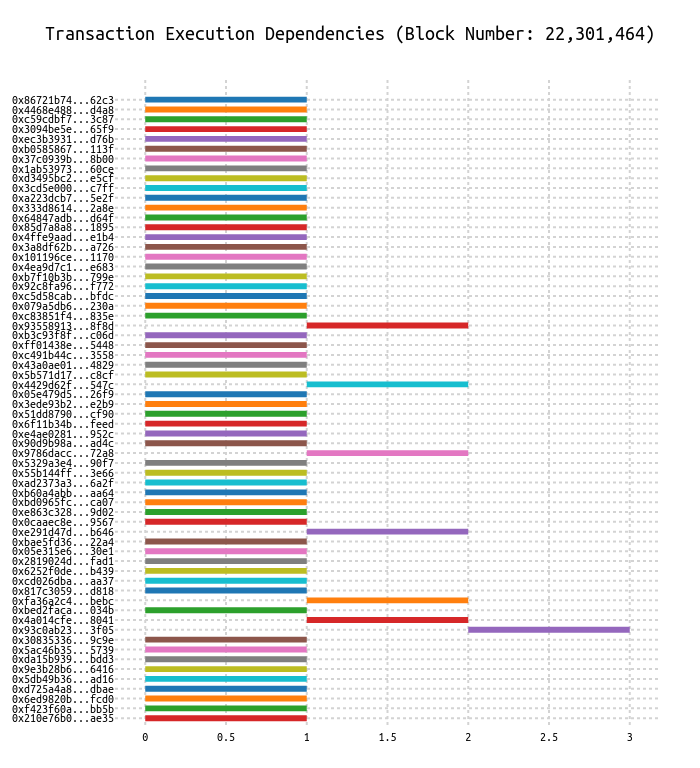 Transaction Execution Dependencies (Block Number: 22,301,464)
0x86721b74...62c3
0x4468e488...d4a8
0xc59cdbf7...3c87
0x3094be5e...65f9
0xec3b3931...d76b
0xb0585867...113f
0x37c0939b...8b00
0x1ab53973...60ce
0xd3495bc2...e5cf
0x3cd5e000...c7ff
0xa223dcb7...5e2f
0x333d8614...2a8e
0x64847adb...d64f
0x85d7a8a8...1895
0x4ffe9aad...e1b4
0x3a8df62b...a726
0x101196ce...1170
0x4ea9d7c1...e683
0xb7f10b3b...799e
0x92c8fa96...f772
0xc5d58cab...bfdc
0x079a5db6...230a
0xc83851f4...835e
0x93558913...8f8d
0xb3c93f8f...c06d
0xff01438e...5448
0xc491b44c...3558
0x43a0ae01...4829
0x5b571d17...c8cf
0x4429d62f...547c
0x05e479d5...26f9
0x3ede93b2...e2b9
0x51dd8790...cf90
0x6f11b34b...feed
0xe4ae0281...952c
0x90d9b98a...ad4c
0x9786dacc...72a8
0x5329a3e4...90f7
0x55b144ff...3e66
0xad2373a3...6a2f
0xb60a4abb...aa64
0xbd0965fc...ca07
0xe863c328...9d02
0x0caaec8e...9567
0xe291d47d...b646
0xbae5fd36...22a4
0x05e315e6...30e1
0x2819024d...fad1
0x6252f0de...b439
0xcd026dba...aa37
0x817c3059...d818
0xfa36a2c4...bebc
0xbed2faca...034b
0x4a014cfe...8041
0x93c0ab23...3f05
0x30835336...9c9e
0x5ac46b35...5739
0xda15b939...bdd3
0x9e3b28b6...6416
0x5db49b36...ad16
0xd725a4a8...dbae
0x6ed9820b...fcd0
0xf423f60a...bb5b
0x210e76b0...ae35
0 0.5 1 1.5 2 2.5 3